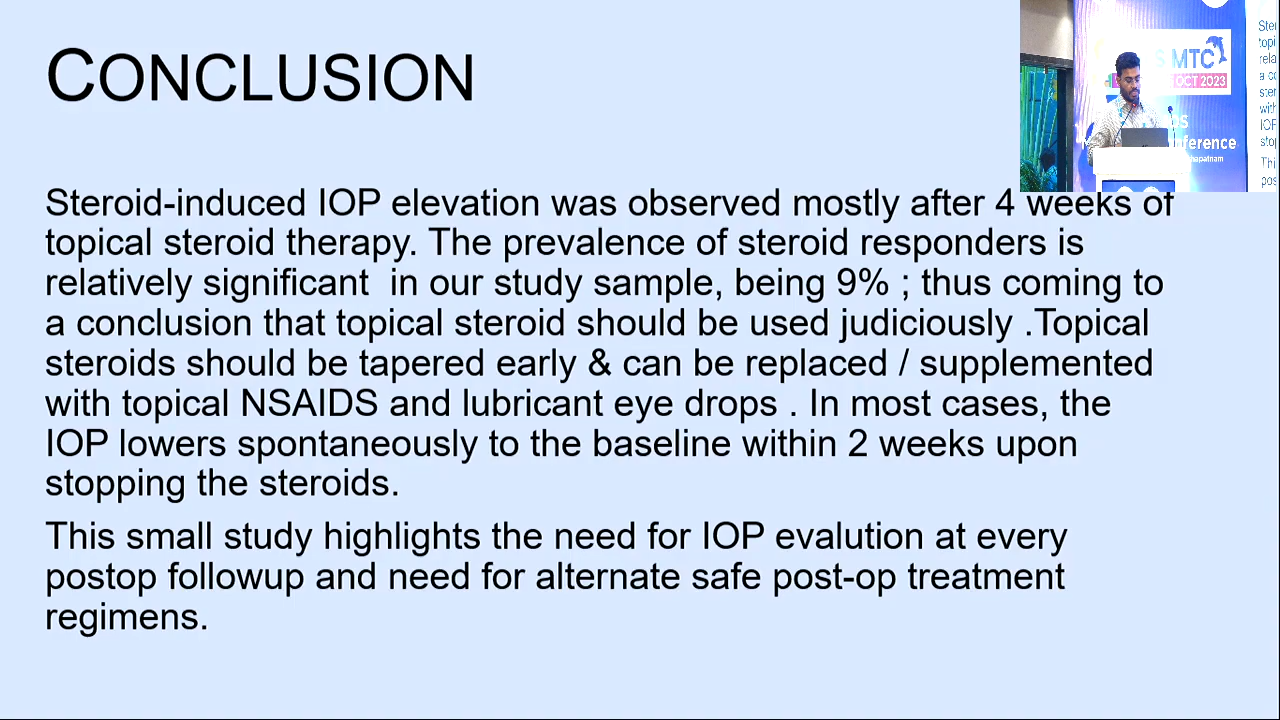 CONCLUSION
Steroid-induced IOP elevation was observed mostly after 4 weeks of
topical steroid therapy. The prevalence of steroid responders is
relatively significant in our study sample, being 9% ; thus coming to
a conclusion that topical steroid should be used judiciously .Topical
steroids should be tapered early & can be replaced / supplemented
with topical NSAIDS and lubricant eye drops . In most cases, the
IOP lowers spontaneously to the baseline within 2 weeks upon
stopping the steroids.
This small study highlights the need for IOP evalution at every
postop followup and need for alternate safe post-op treatment
regimens.
MTC
OCT 2023